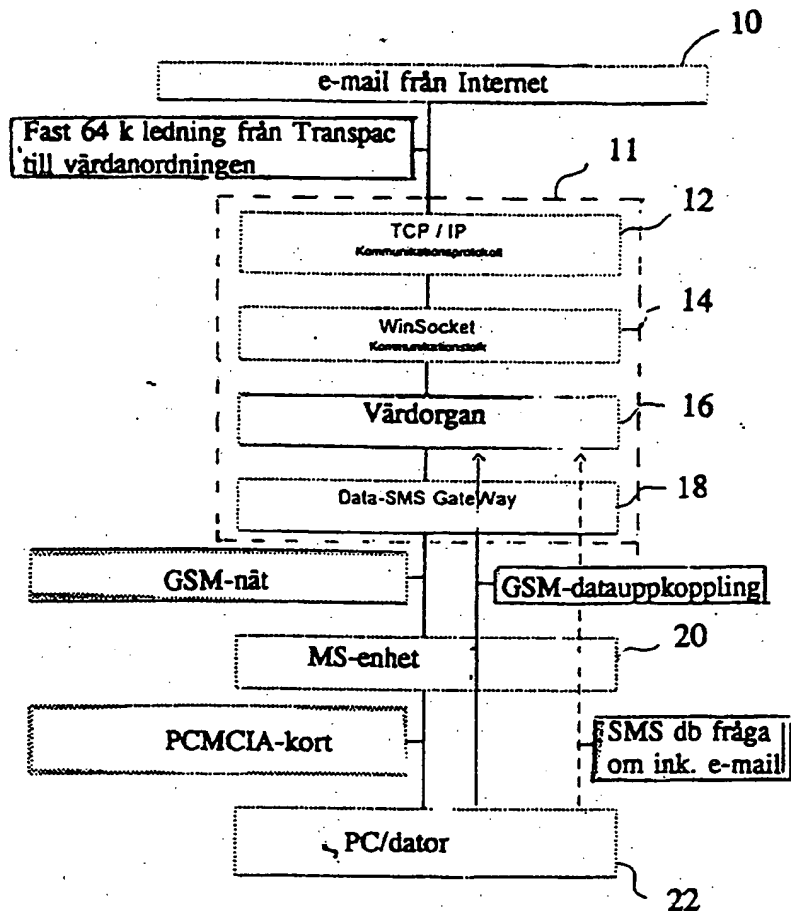 10
e-mail från Internet
Fast 64 k ledning från Transpac
till värdanordningen
11
12
TCP / IP
Kommunikationsprotokoll
14
WinSocket
Kommunikationstolk
16
Värdorgan
18
Data-SMS GateWay
GSM-nät
GSM-datauppkoppling
20
MS-enhet
PCMCIA-kort
SMS db fråga
om ink. e-mail
PC/dator
22